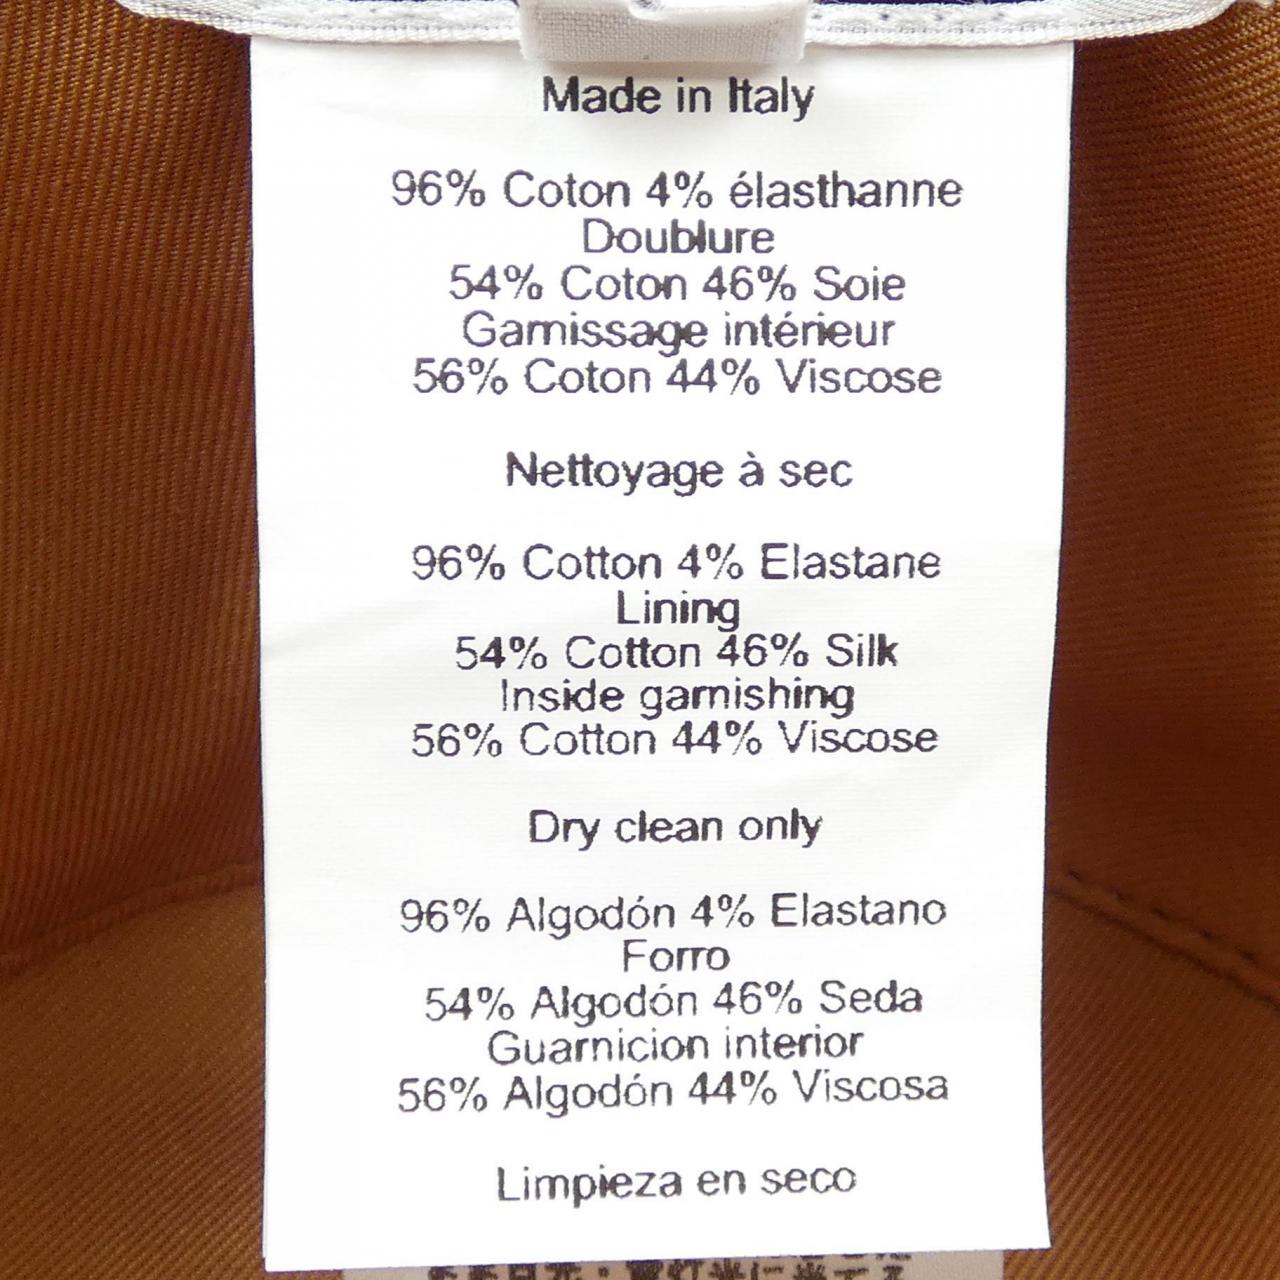 Made in Italy
96% Coton 4% élasthanne
Doublure
54% Coton 46% Soie
Garnissage intérieur
56% Coton 44% Viscose
Nettoyage à sec
96% Cotton 4% Elastane
Lining
54% Cotton 46% Silk
Inside garnishing
56% Cotton 44% Viscose
Dry clean only
96% Algodón 4% Elastano
Forro
54% Algodón 46% Seda
Guarnicion interior
56% Algodón 44% Viscosa
Limpieza en seco